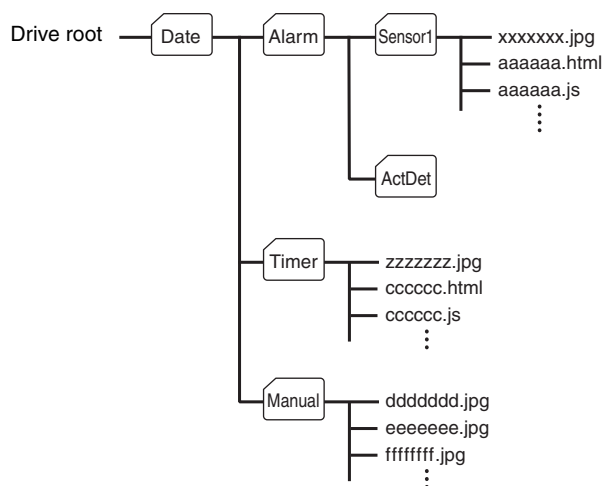 Drive root
Date
Alarm
Sensor1
xxxxxxx.jpg
aaaaaa.html
aaaaaa.js
ActDet
Timer
zzzzzzz.jpg
cccccc.html
cccccc.js
Manual
ddddddd.jpg
eeeeeee.jpg
ffffffff.jpg